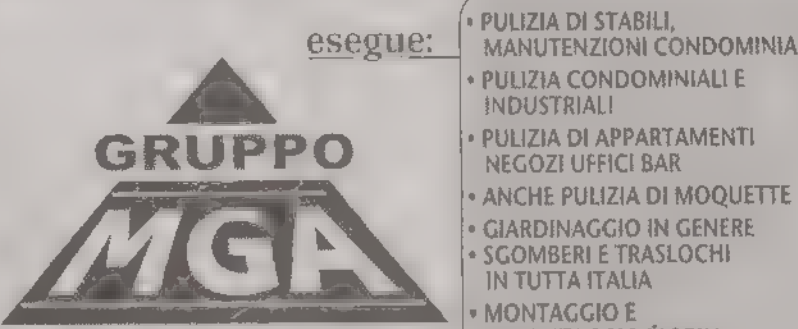 esegue:
GRUPPO
MGA
• PULIZIA DI STABILI,
MANUTENZIONI CONDOMINIA
• PULIZIA CONDOMINIALI E
INDUSTRIALI
• PULIZIA DI APPARTAMENTI
NEGOZI UFFICI BAR
• ANCHE PULIZIA DI MOQUETTE
• GIARDINAGGIO IN GENERE
• SGOMBERI E TRASLOCHI
IN TUTTA ITALIA
• MONTAGGIO E